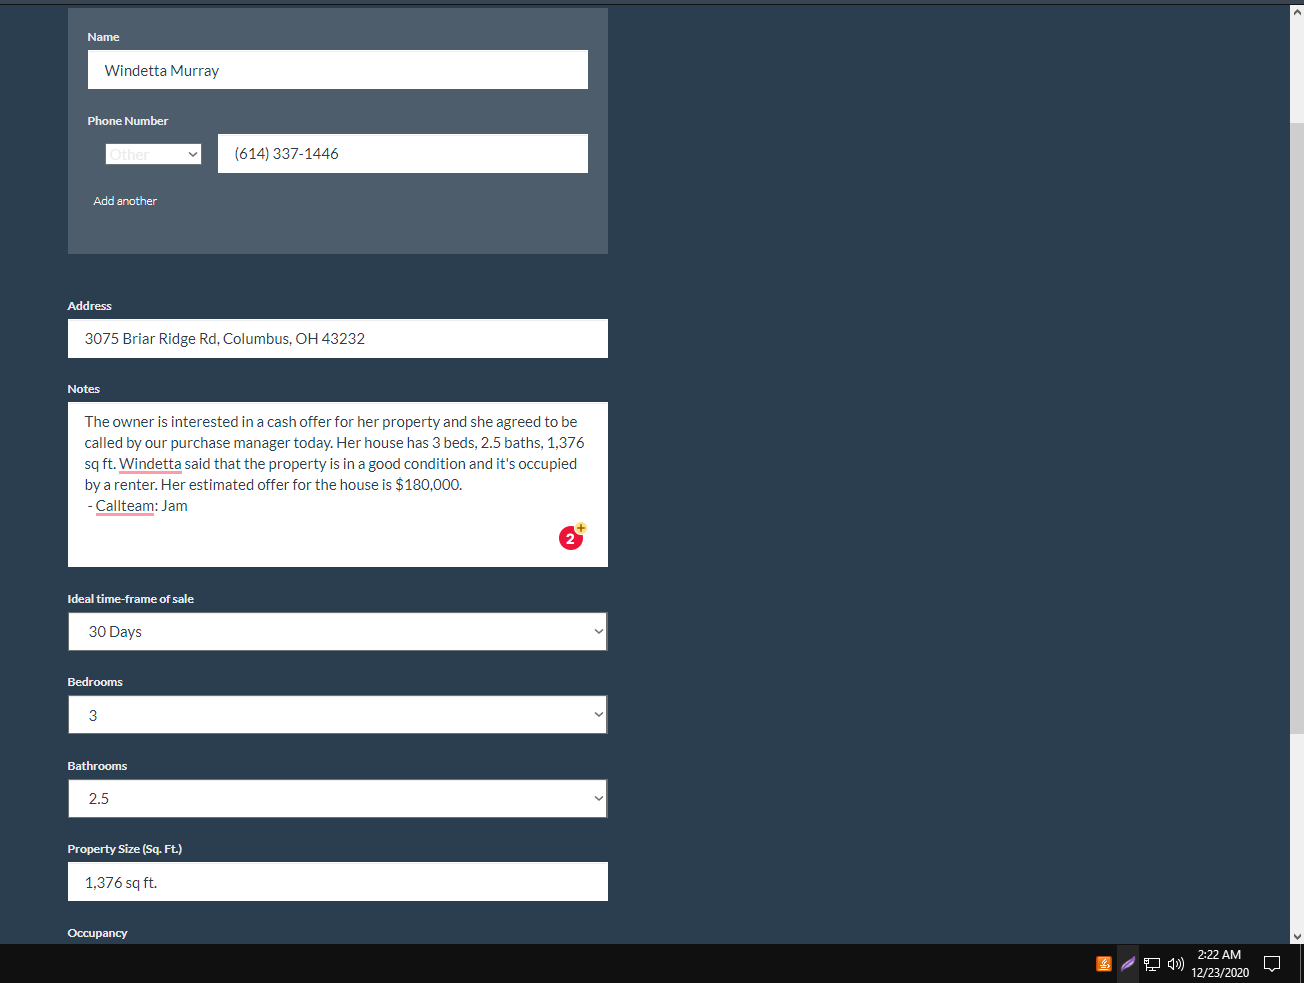 Name
Windetta Murray
Phone Number
Other
(614) 337-1446
Add another
Address
3075 Briar Ridge Rd, Columbus, OH 43232
Notes
The owner is interested in a cash offer for her property and she agreed to be
called by our purchase manager today. Her house has 3 beds, 2.5 baths, 1,376
sq ft. Windetta said that the property is in a good condition and it's occupied
by a renter. Her estimated offer for the house is $180,000.
- Callteam: Jam
2
Ideal time-frame of sale
30 Days
Bedrooms
3
Bathrooms
2.5
Property Size (Sq. Ft.)
1,376 sq ft.
Occupancy
2:22 AM
12/23/2020